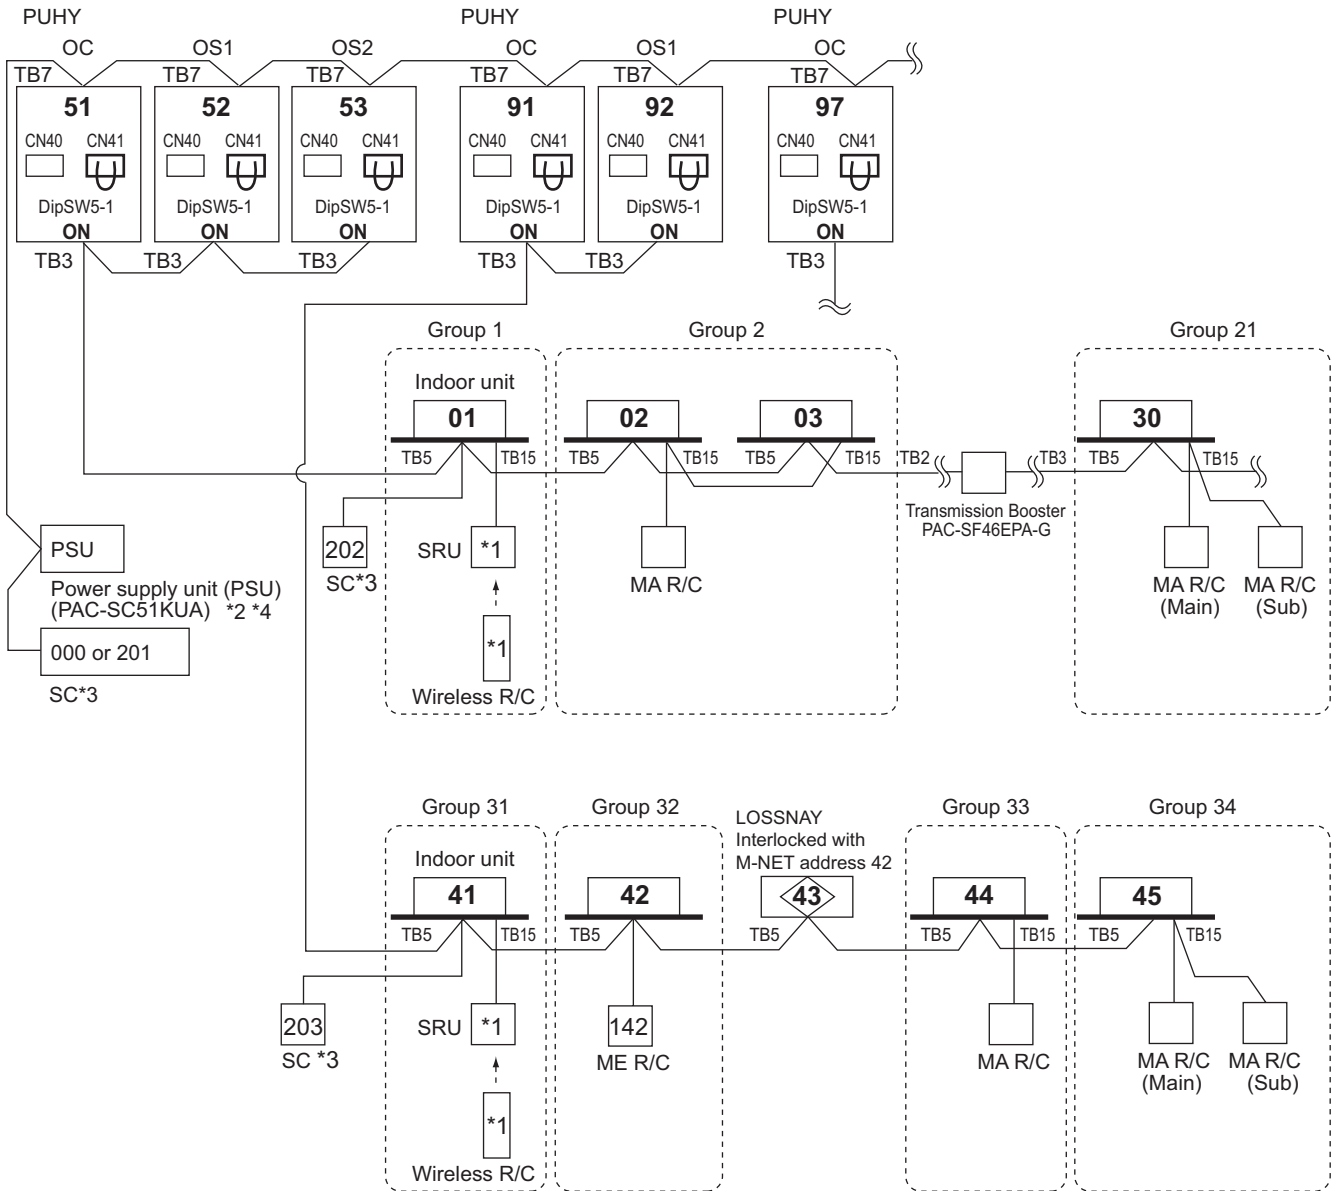 PUHY PUHY PUHY
OC OS1 OS2 OC OS1 OC
TB7 TB7 TB7 TB7 TB7 TB7
51 52 53 91 92 97
CN40 CN41 CN40 CN41 CN40 CN41 CN40 CN41 CN40 CN41 CN40 CN41
DipSW5-1 DipSW5-1 DipSW5-1 DipSW5-1 DipSW5-1 DipSW5-1
ON ON ON ON ON ON
TB3 TB3 TB3 TB3 TB3 TB3
Group 1 Group 2 Group 21
Indoor unit
01 02 03 30
TB5 TB15 TB5 TB15 TB5 TB15 TB2 TB3 TB5 TB15
Transmission Booster
PAC-SF46EPA-G
PSU
Power supply unit (PSU)
(PAC-SC51KUA) *2 *4
000 or 201
SC*3
202
SC*3
SRU *1
*1
Wireless R/C
MA R/C
MA R/C
(Main)
MA R/C
(Sub)
Group 31 Group 32 Group 33 Group 34
LOSSNAY
Interlocked with
M-NET address 42
Indoor unit
41 42 43 44 45
TB5 TB15 TB5 TB5 TB5 TB15 TB5 TB15
203
SC *3
SRU *1
*1
Wireless R/C
142
ME R/C
MA R/C
MA R/C
(Main)
MA R/C
(Sub)